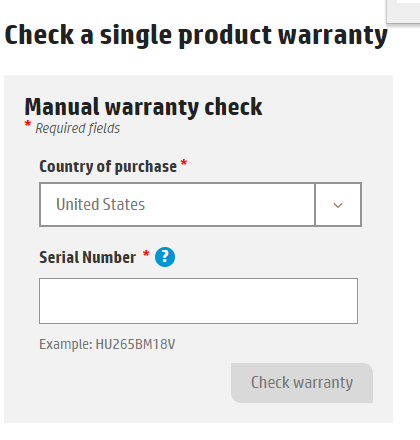 Check a single product warranty
Manual warranty check
* Required fields
Country of purchase *
United States
Serial Number * ?
Example: HU265BM18V
Check warranty